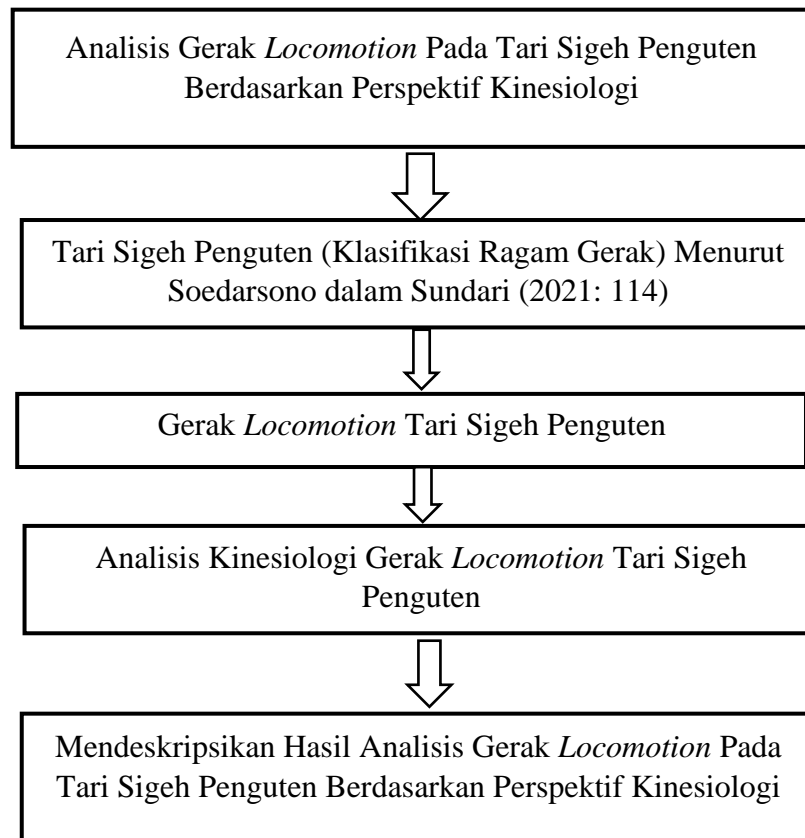 Analisis Gerak Locomotion Pada Tari Sigeh Penguten
Berdasarkan Perspektif Kinesiologi
Tari Sigeh Penguten (Klasifikasi Ragam Gerak) Menurut
Soedarsono dalam Sundari (2021: 114)
Gerak Locomotion Tari Sigeh Penguten
Analisis Kinesiologi Gerak Locomotion Tari Sigeh
Penguten
Mendeskripsikan Hasil Analisis Gerak Locomotion Pada
Tari Sigeh Penguten Berdasarkan Perspektif Kinesiologi